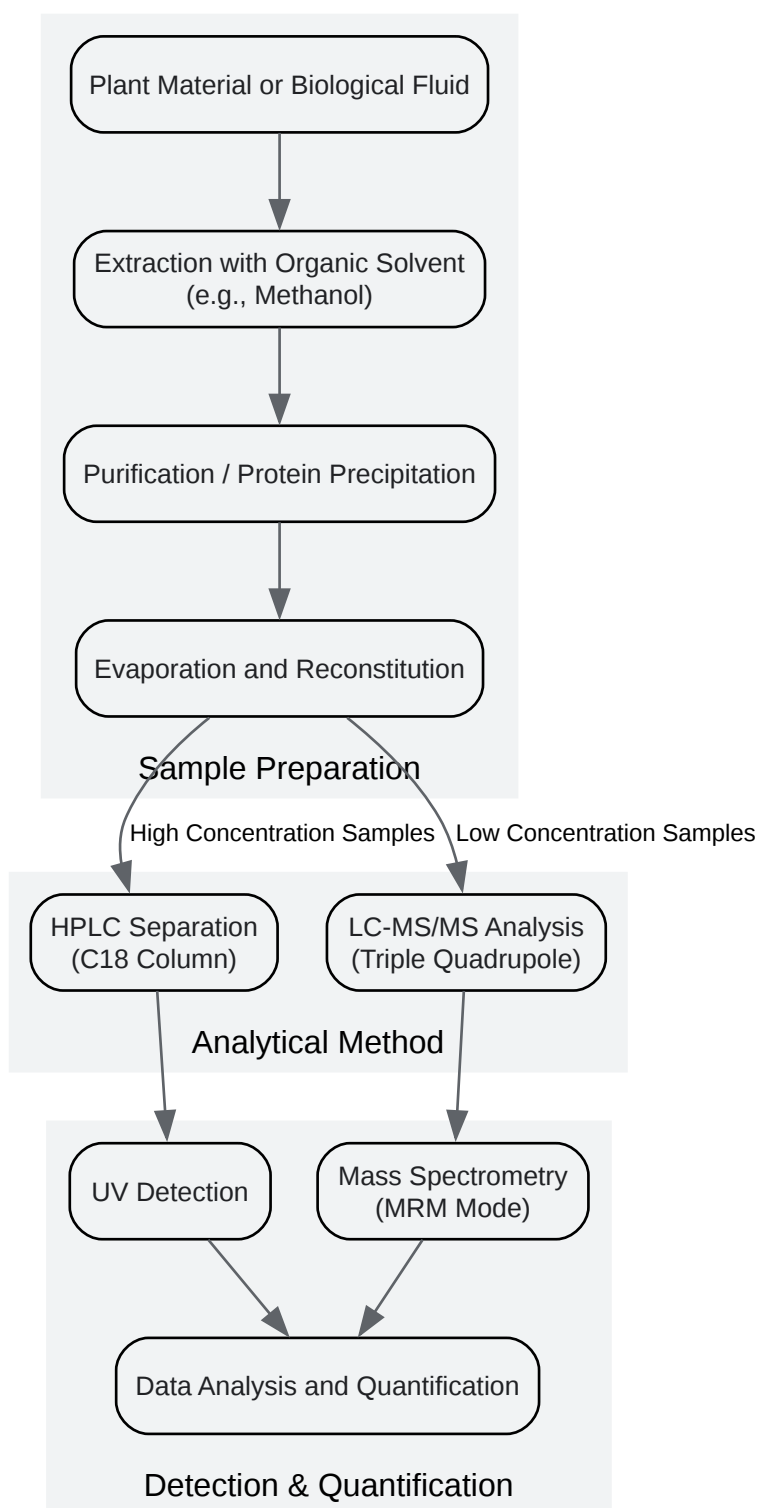 Plant Material or Biological Fluid
Extraction with Organic Solvent
(e.g., Methanol)
Purification / Protein Precipitation
Evaporation and Reconstitution
Sample Preparation
High Concentration Samples
Low Concentration Samples
HPLC Separation
(C18 Column)
LC-MS/MS Analysis
(Triple Quadrupole)
Analytical Method
UV Detection
Mass Spectrometry
(MRM Mode)
Data Analysis and Quantification
Detection & Quantification